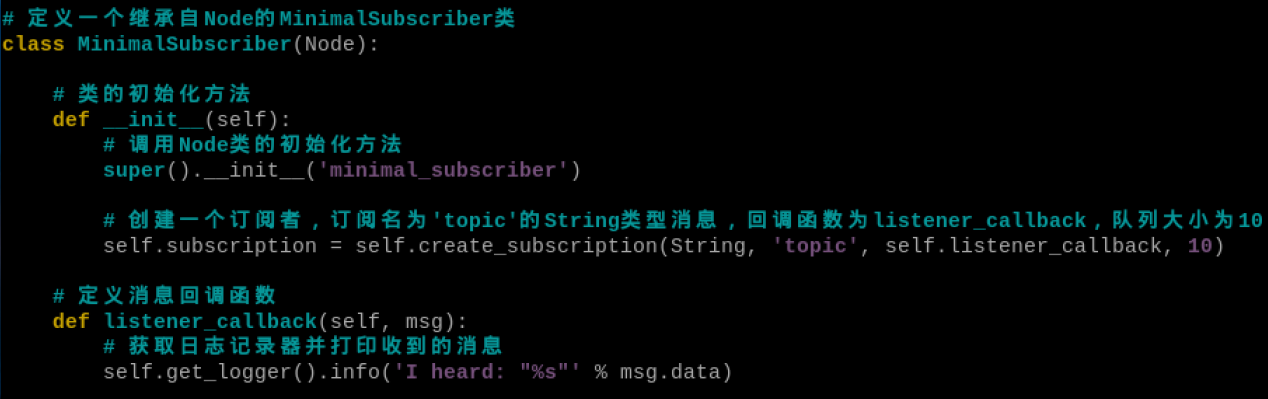 # 定义一个继承自Node的MinimalSubscriber类
class MinimalSubscriber(Node):
# 类的初始化方法
def __init__(self):
# 调用Node类的初始化方法
super().__init__('minimal_subscriber')
# 创建一个订阅者，订阅名为'topic'的String类型消息，回调函数为listener_callback，队列大小为10
self.subscription = self.create_subscription(String, 'topic', self.listener_callback, 10)
# 定义消息回调函数
def listener_callback(self, msg):
# 获取日志记录器并打印收到的消息
self.get_logger().info('I heard: "%s"' % msg.data)